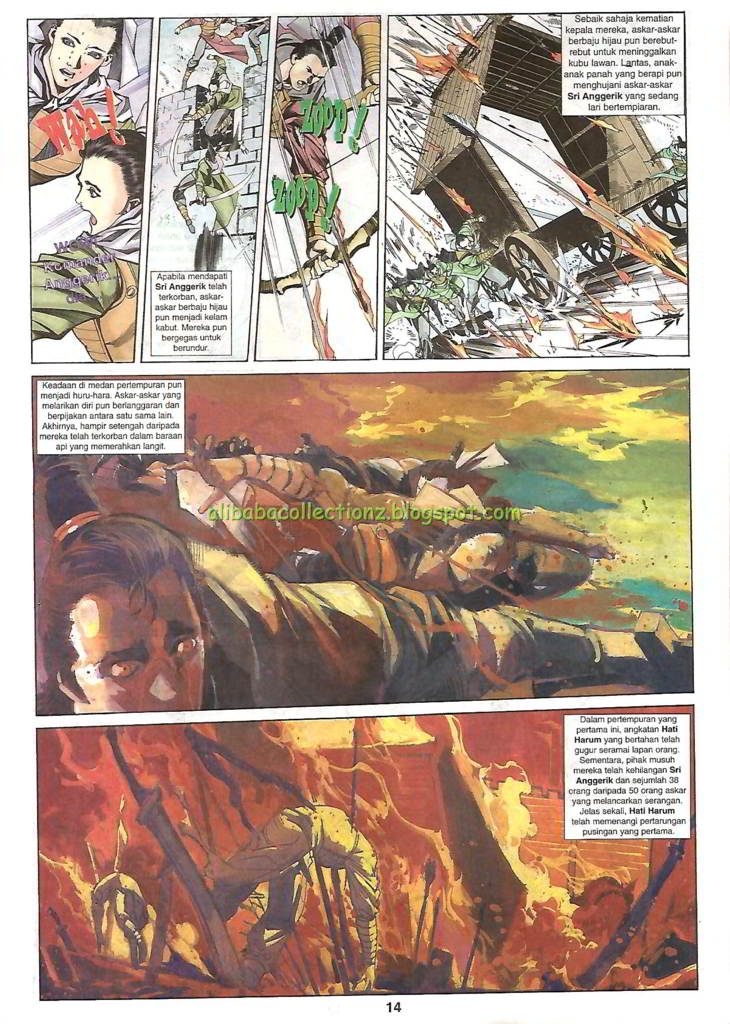 Wah!
Wooi
Komander
Anggerik...
dia
Apabila mendapati
Sri Anggerik telah
terkorban, askar-
askar berbaju hijau
pun menjadi kelam
kabut. Mereka pun
bergegas untuk
berundur.
Zoop!
Zoop!
Sebaik sahaja kematian
kepala mereka, askar-askar
berbaju hijau pun berebut-
rebut untuk meninggalkan
kubu lawan. Lantas, anak-
anak panah yang berapi pun
menghujani askar-askar
Sri Anggerik yang sedang
lari bertempiaran.
Keadaan di medan pertempuran pun
menjadi huru-hara. Askar-askar yang
melarikan diri pun berlanggaran dan
berpijakan antara satu sama lain.
Akhirnya, hampir setengah daripada
mereka telah terkorban dalam baraan
api yang memerahkan langit.
alibabacollectionz.blogspot.com
Dalam pertempuran yang
pertama ini, angkatan Hati
Harum yang bertahan telah
gugur seramai lapan orang.
Sementara, pihak musuh
mereka telah kehilangan Sri
Anggerik dan sejumlah 38
orang daripada 50 orang askar
yang melancarkan serangan.
Jelas sekali, Hati Harum
telah memenangi pertarungan
pusingan yang pertama.
14